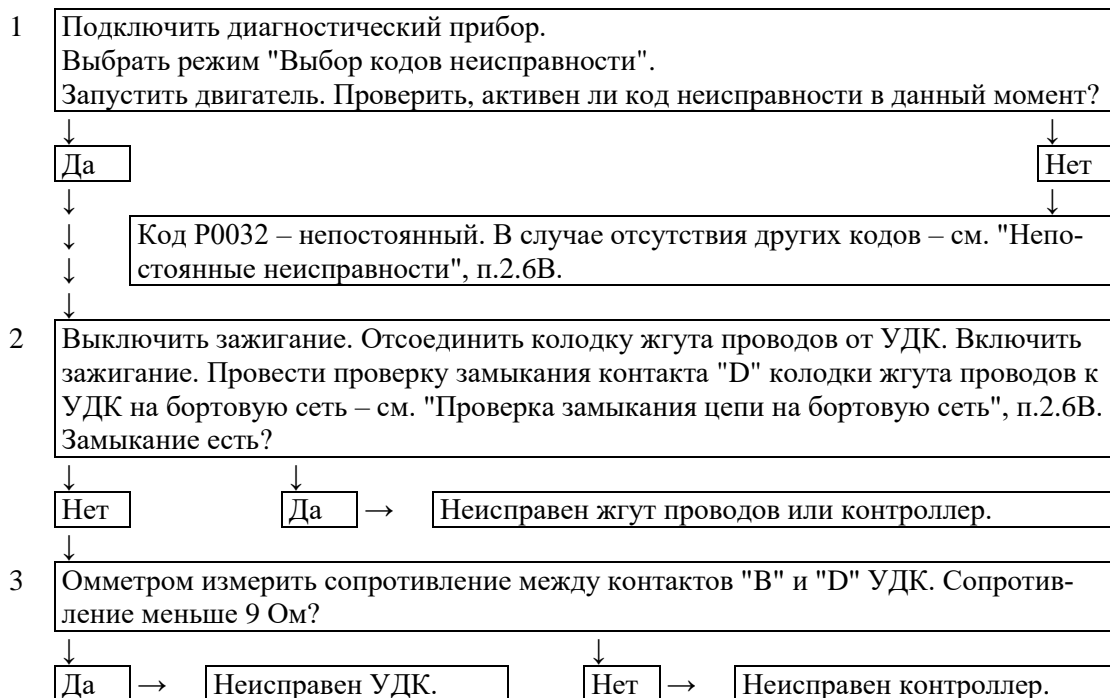 1 Подключить диагностический прибор.
Выбрать режим "Выбор кодов неисправности".
Запустить двигатель. Проверить, активен ли код неисправности в данный момент?
↓ ↓
Да Нет
↓ ↓
↓ Код Р0032 – непостоянный. В случае отсутствия других кодов – см. "Непо-
↓ стоянные неисправности", п.2.6В.
↓
2 Выключить зажигание. Отсоединить колодку жгута проводов от УДК. Включить
зажигание. Провести проверку замыкания контакта "D" колодки жгута проводов к
УДК на бортовую сеть – см. "Проверка замыкания цепи на бортовую сеть", п.2.6В.
Замыкание есть?
↓ ↓
Нет Да → Неисправен жгут проводов или контроллер.
↓
3 Омметром измерить сопротивление между контактов "В" и "D" УДК. Сопротив-
ление меньше 9 Ом?
↓ ↓
Да → Неисправен УДК. Нет → Неисправен контроллер.